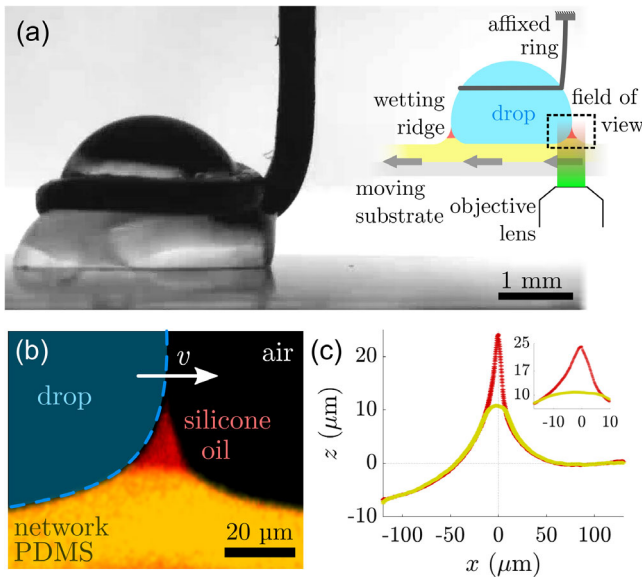 (a)
affixed
ring
wetting
ridge
drop
field of
view
moving
substrate
objective
lens
1 mm
(b)
drop
v
air
silicone
oil
network
PDMS
20 µm
(c)
z (µm)
20
10
0
-10
-100
-50
0
50
100
x (µm)
25
17
10
-10
0
10